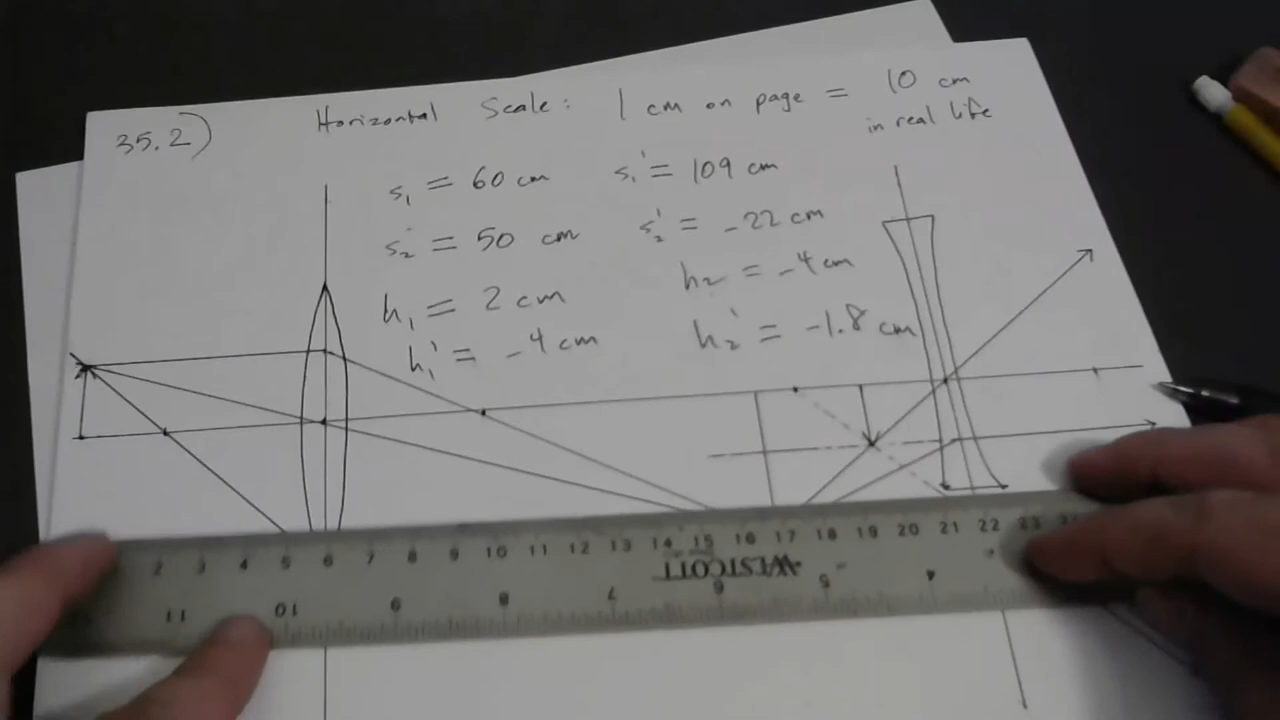 35.2) Horizontal Scale: 1 cm on page = 10 cm
in real life
s₁ = 60 cm s₁' = 109 cm
s₂ = 50 cm s₂' = -22 cm
h₁ = 2 cm h₂ = -4 cm
h₁' = -4 cm h₂' = -1.8 cm
2 3 4 5 6 7 8 9 10 11 12 13 14 15 16 17 18 19 20 21 22 23
WESTCOTT
11 10 9 8 7 6 5 4